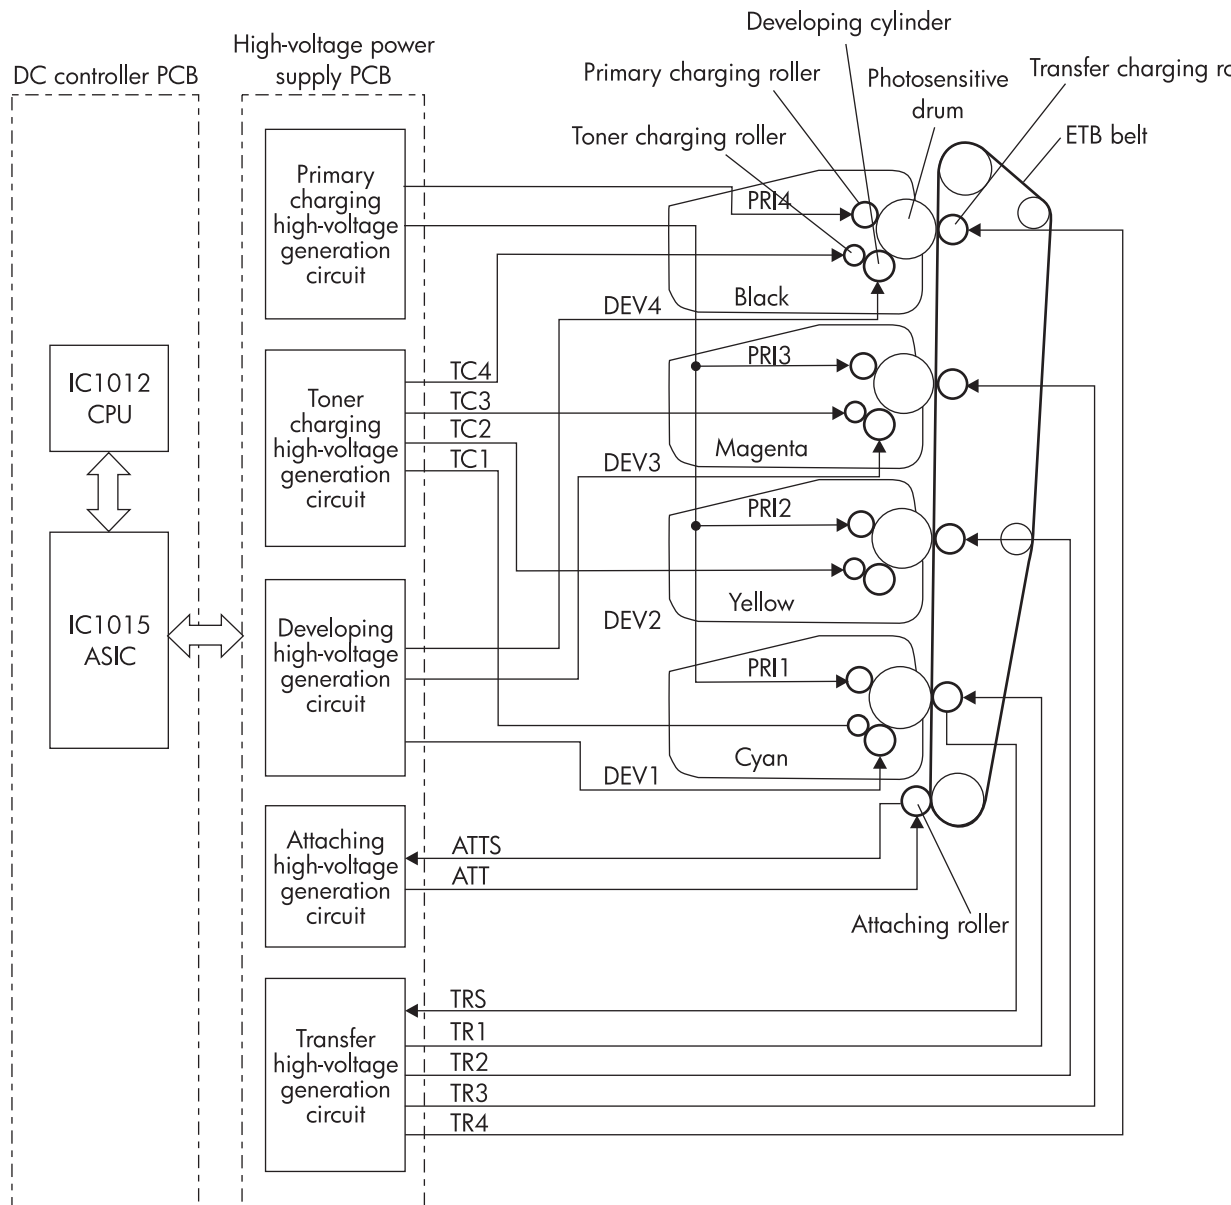 Developing cylinder
High-voltage power
supply PCB
DC controller PCB
Primary charging roller
Photosensitive
drum
Transfer charging ro
Toner charging roller
ETB belt
Primary
charging
high-voltage
generation
circuit
PRI4
Black
DEV4
IC1012
CPU
TC4
TC3
TC2
TC1
Toner
charging
high-voltage
generation
circuit
PRI3
Magenta
DEV3
PRI2
Yellow
DEV2
IC1015
ASIC
Developing
high-voltage
generation
circuit
PRI1
Cyan
DEV1
Attaching
high-voltage
generation
circuit
ATTS
ATT
Attaching roller
Transfer
high-voltage
generation
circuit
TRS
TR1
TR2
TR3
TR4